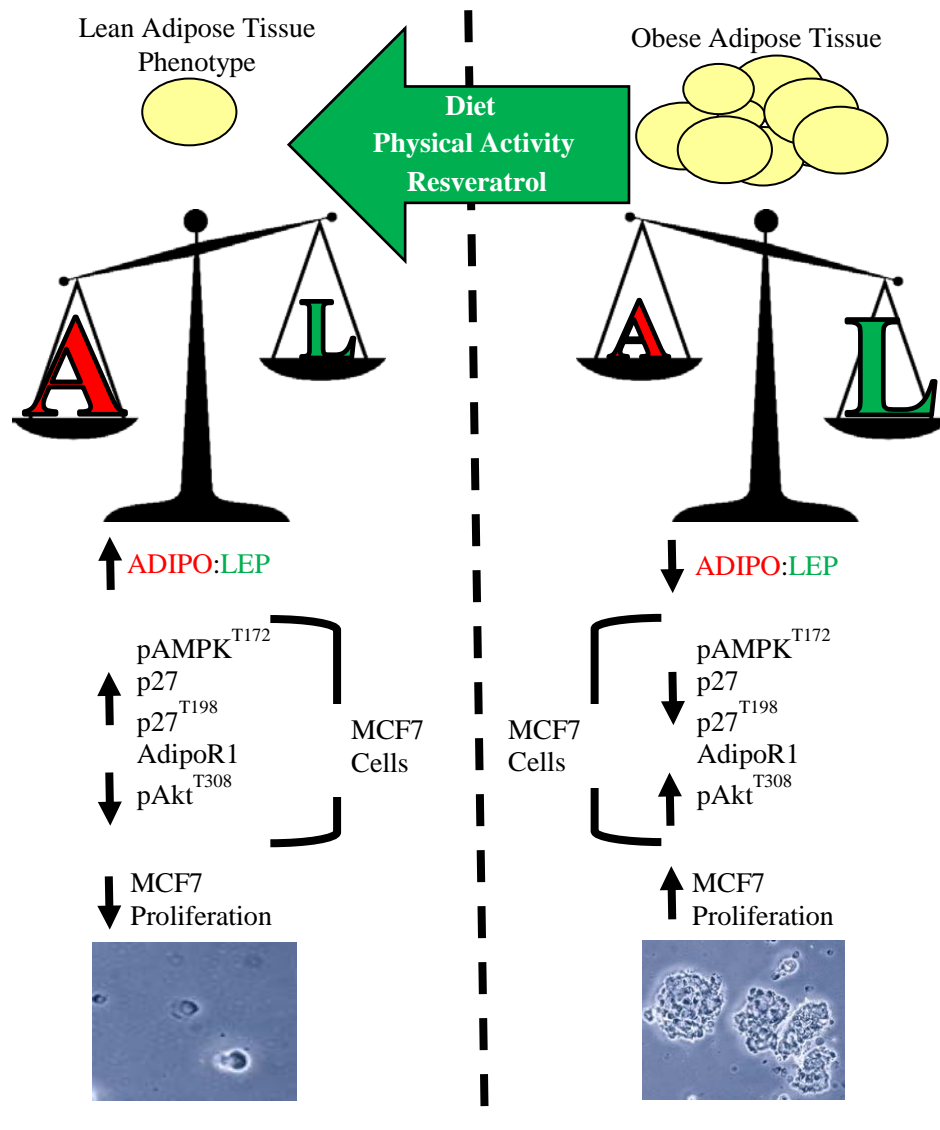 Lean Adipose Tissue
Phenotype
Obese Adipose Tissue
Diet
Physical Activity
Resveratrol
A
L
A
L
ADIPO:LEP
pAMPK^T172
p27
p27^T198
AdipoR1
pAkt^T308
MCF7
Cells
MCF7
Proliferation
ADIPO:LEP
pAMPK^T172
p27
p27^T198
AdipoR1
pAkt^T308
MCF7
Cells
MCF7
Proliferation